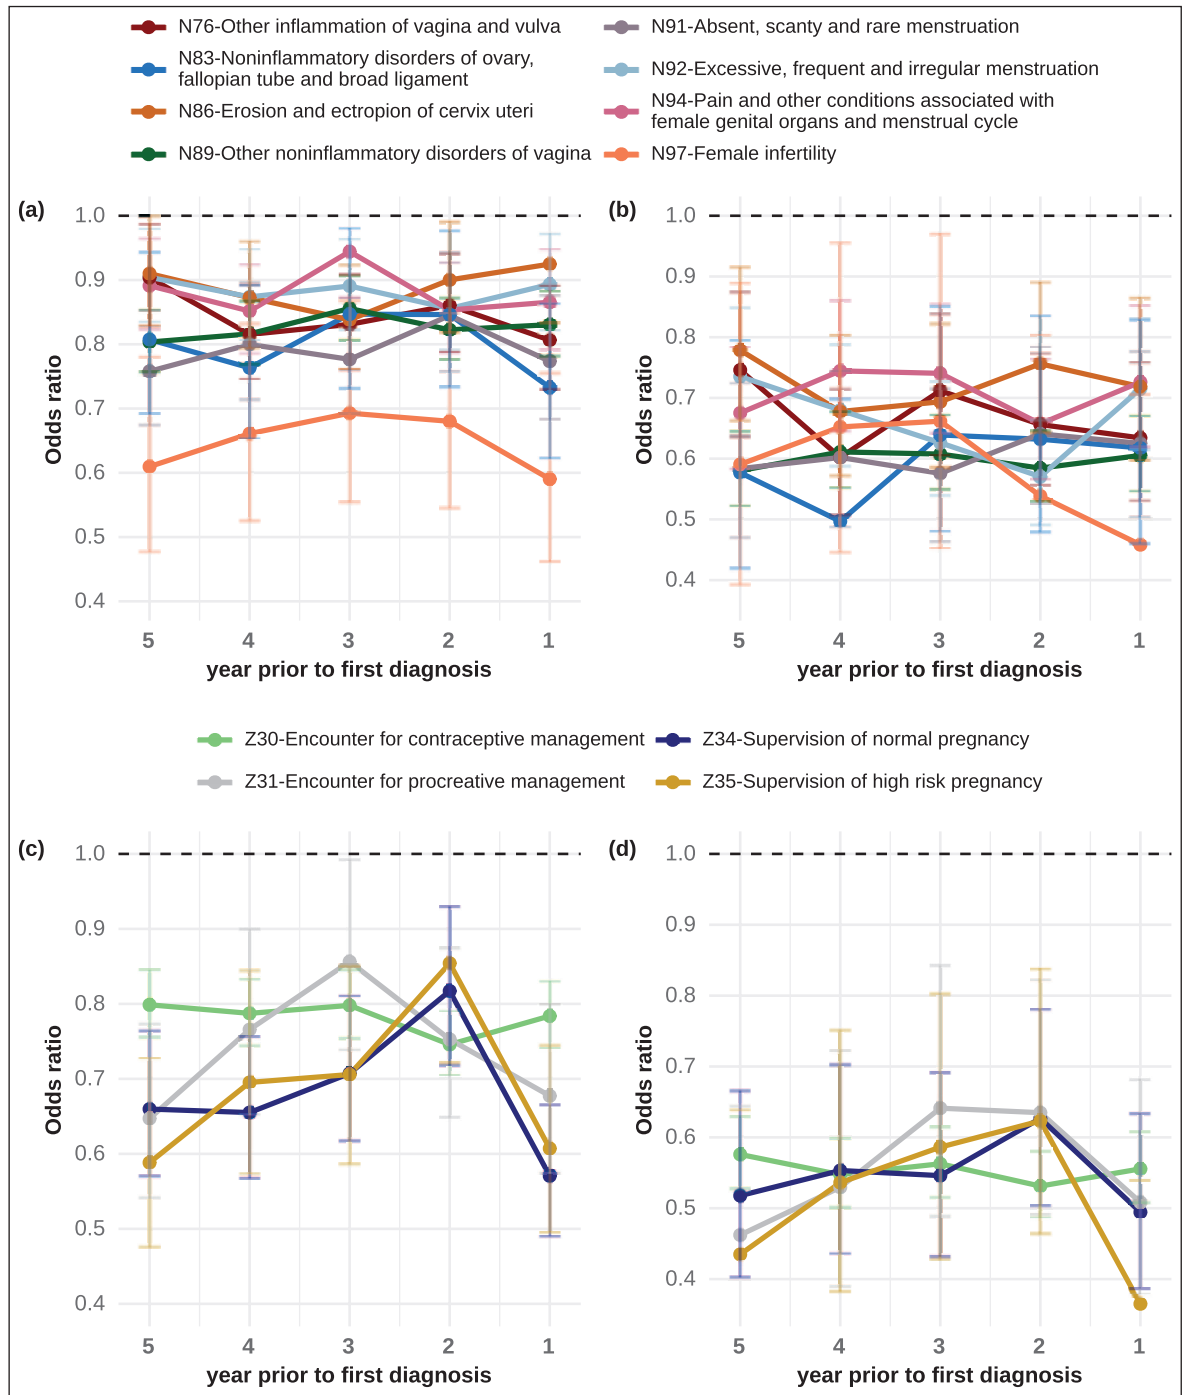 N76-Other inflammation of vagina and vulva
N83-Noninflammatory disorders of ovary,
fallopian tube and broad ligament
N86-Erosion and ectropion of cervix uteri
N89-Other noninflammatory disorders of vagina
N91-Absent, scanty and rare menstruation
N92-Excessive, frequent and irregular menstruation
N94-Pain and other conditions associated with
female genital organs and menstrual cycle
N97-Female infertility
(a)
Odds ratio
1.0
0.9
0.8
0.7
0.6
0.5
0.4
5 4 3 2 1
year prior to first diagnosis
(b)
Odds ratio
1.0
0.9
0.8
0.7
0.6
0.5
0.4
5 4 3 2 1
year prior to first diagnosis
Z30-Encounter for contraceptive management
Z31-Encounter for procreative management
Z34-Supervision of normal pregnancy
Z35-Supervision of high risk pregnancy
(c)
Odds ratio
1.0
0.9
0.8
0.7
0.6
0.5
0.4
5 4 3 2 1
year prior to first diagnosis
(d)
Odds ratio
1.0
0.9
0.8
0.7
0.6
0.5
0.4
5 4 3 2 1
year prior to first diagnosis